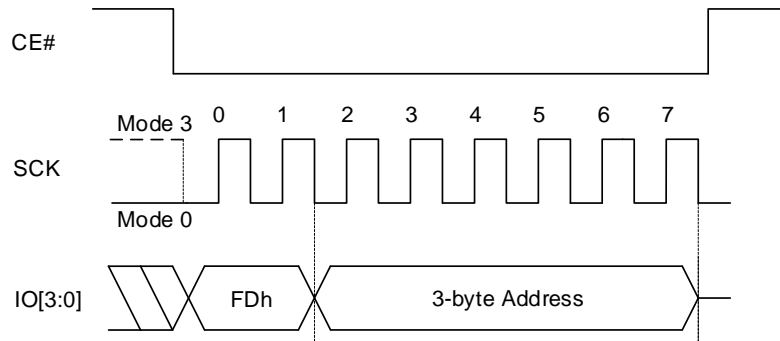 CE#
Mode 3
0 1 2 3 4 5 6 7
SCK
Mode 0
IO[3:0]
FDh
3-byte Address